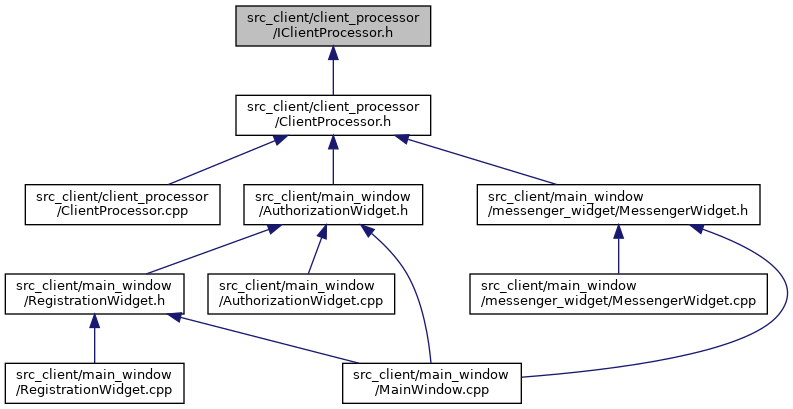 src_client/client_processor
/IClientProcessor.h
src_client/client_processor
/ClientProcessor.h
src_client/client_processor
/ClientProcessor.cpp
src_client/main_window
/AuthorizationWidget.h
src_client/main_window
/messenger_widget/MessengerWidget.h
src_client/main_window
/RegistrationWidget.h
src_client/main_window
/AuthorizationWidget.cpp
src_client/main_window
/messenger_widget/MessengerWidget.cpp
src_client/main_window
/RegistrationWidget.cpp
src_client/main_window
/MainWindow.cpp